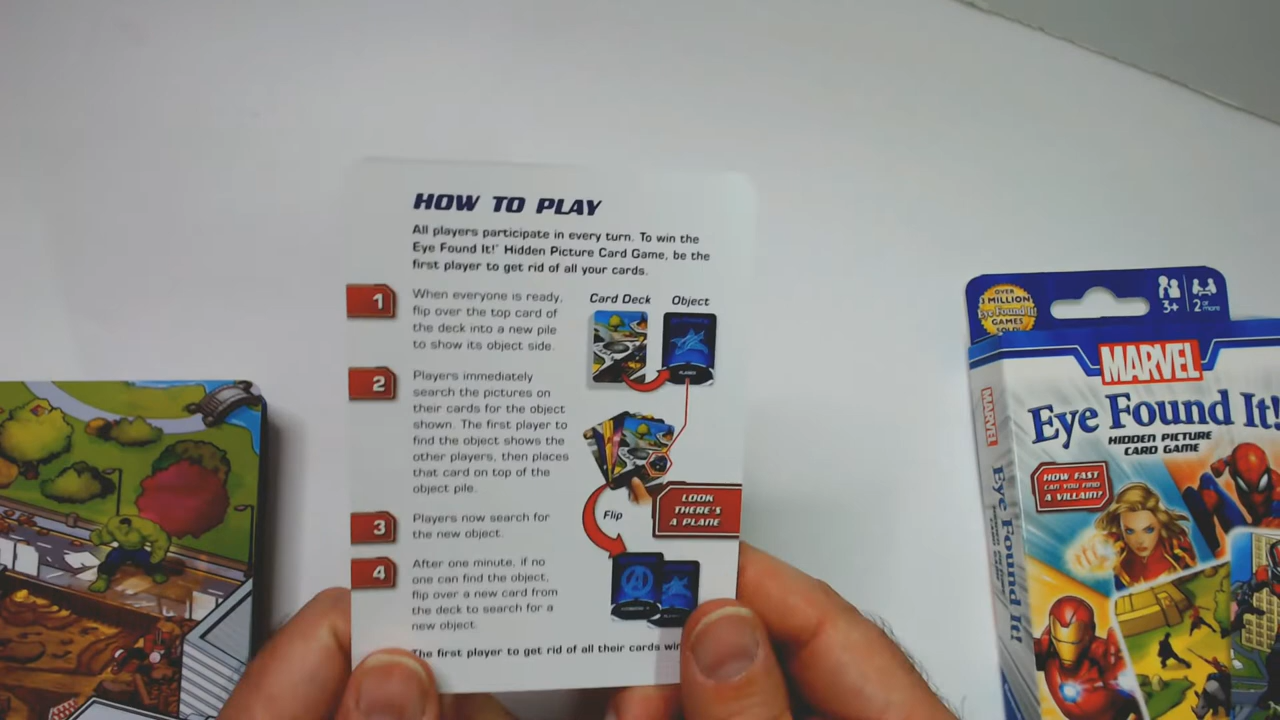 HOW TO PLAY
All players participate in every turn. To win the
Eye Found It!® Hidden Picture Card Game, be the
first player to get rid of all your cards.
1
When everyone is ready,
flip over the top card of
the deck into a new pile
to show its object side.
Card Deck
Object
2
Players immediately
search the pictures on
their cards for the object
shown. The first player to
find the object shows the
other players, then places
that card on top of the
object pile.
LOOK
THERE'S
A PLANE
Flip
3
Players now search for
the new object.
4
After one minute, if no
one can find the object,
flip over a new card from
the deck to search for a
new object.
The first player to get rid of all their cards
OVER
MILLION
Eye Found It!
GAMES
SOLD!
3+
2 or more
MARVEL
Eye Found It!
HIDDEN PICTURE
CARD GAME
HOW FAST
CAN YOU FIND
A VILLAIN?
MARVEL
Eye Found It!